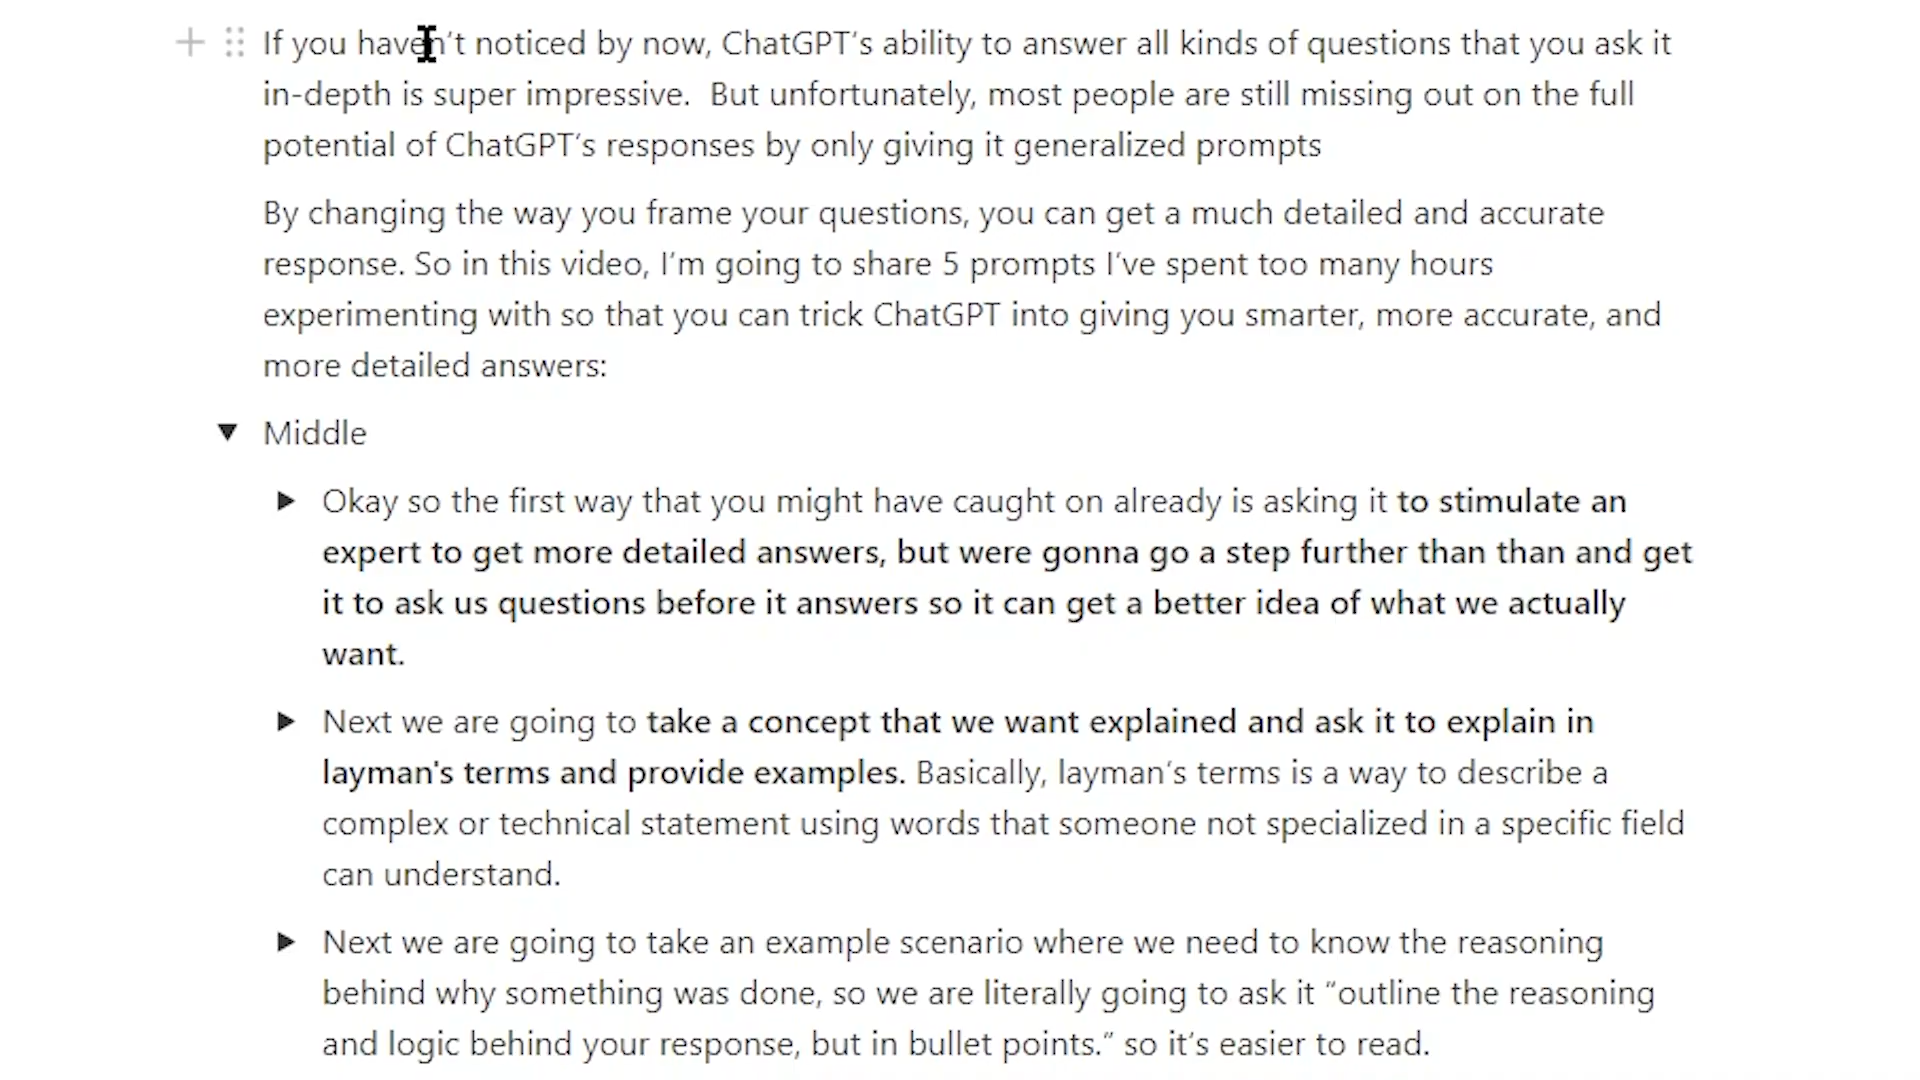 If you haven't noticed by now, ChatGPT's ability to answer all kinds of questions that you ask it
in-depth is super impressive.  But unfortunately, most people are still missing out on the full
potential of ChatGPT's responses by only giving it generalized prompts
By changing the way you frame your questions, you can get a much detailed and accurate
response. So in this video, I'm going to share 5 prompts I've spent too many hours
experimenting with so that you can trick ChatGPT into giving you smarter, more accurate, and
more detailed answers:
Middle
Okay so the first way that you might have caught on already is asking it to stimulate an
expert to get more detailed answers, but were gonna go a step further than than and get
it to ask us questions before it answers so it can get a better idea of what we actually
want.
Next we are going to take a concept that we want explained and ask it to explain in
layman's terms and provide examples. Basically, layman's terms is a way to describe a
complex or technical statement using words that someone not specialized in a specific field
can understand.
Next we are going to take an example scenario where we need to know the reasoning
behind why something was done, so we are literally going to ask it “outline the reasoning
and logic behind your response, but in bullet points.” so it's easier to read.